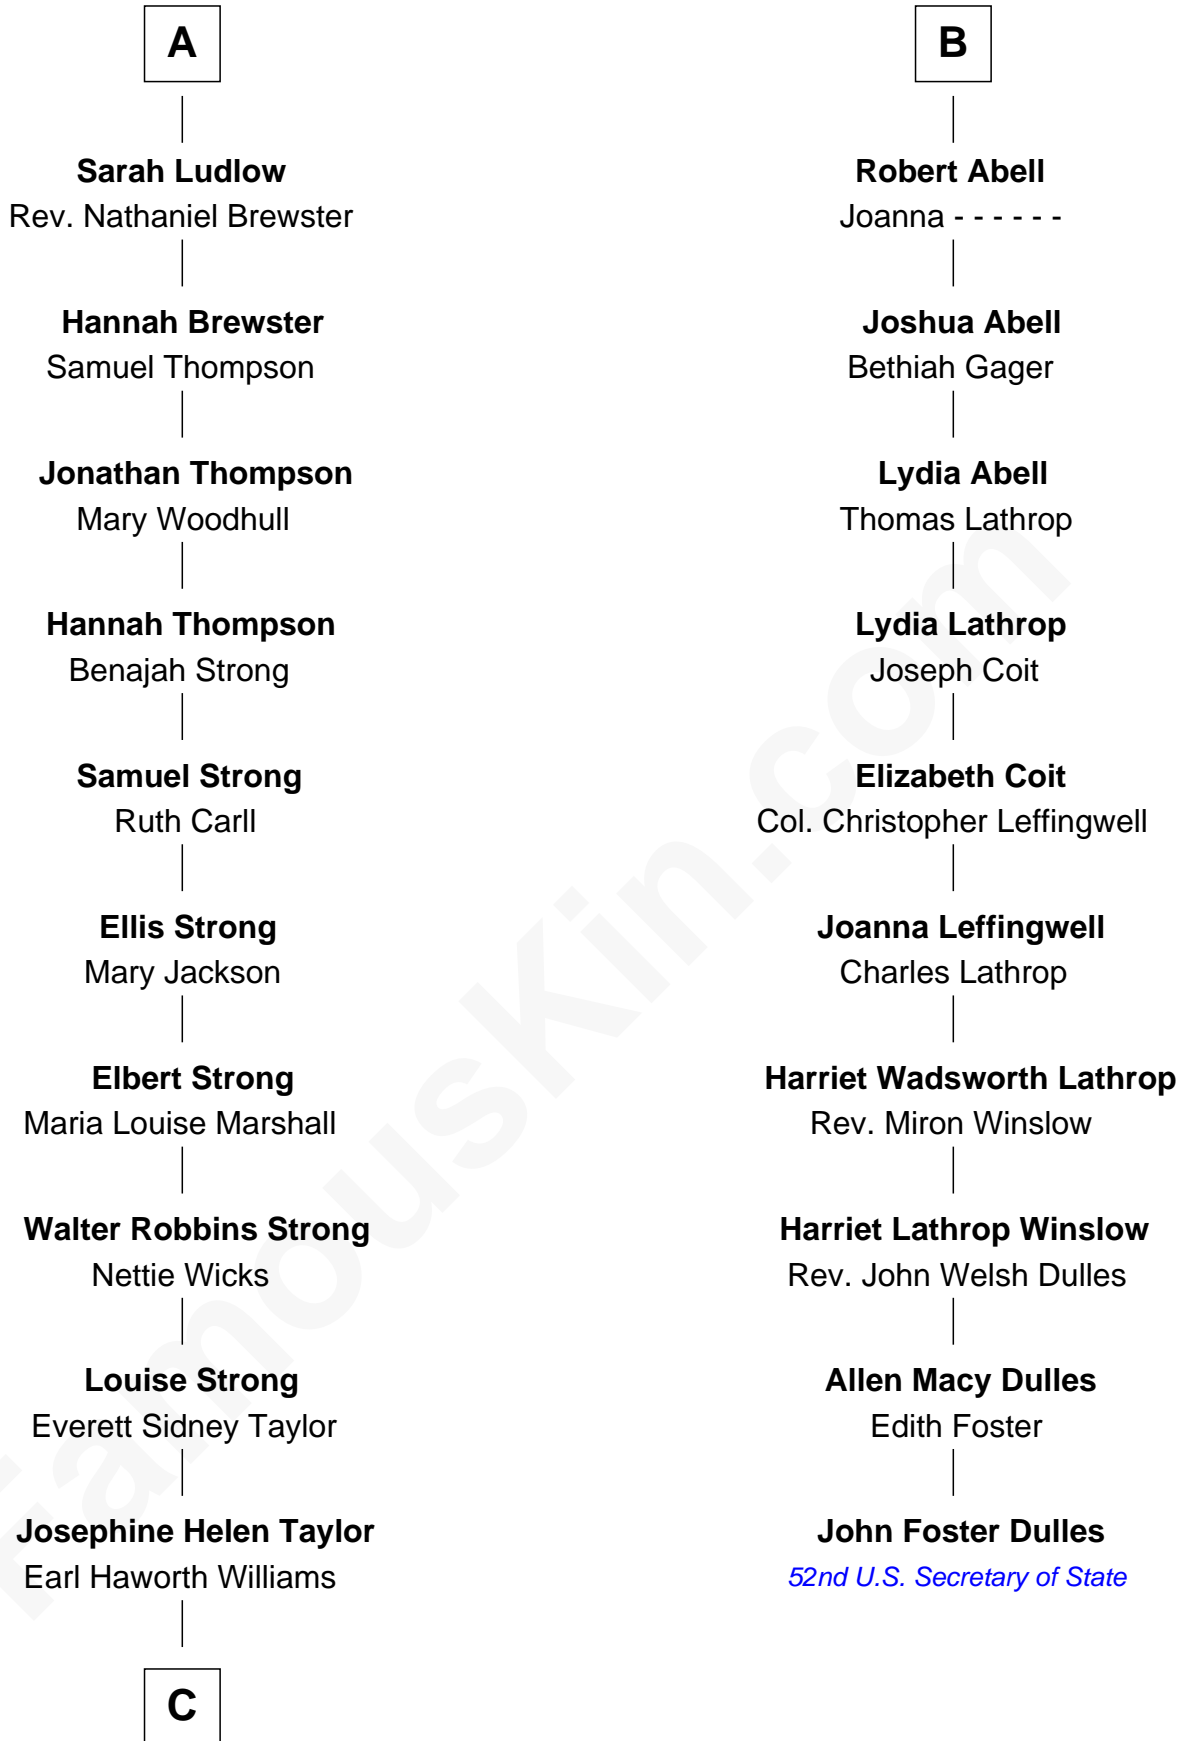 A
Sarah Ludlow
Rev. Nathaniel Brewster
Hannah Brewster
Samuel Thompson
Jonathan Thompson
Mary Woodhull
Hannah Thompson
Benajah Strong
Samuel Strong
Ruth Carll
Ellis Strong
Mary Jackson
Elbert Strong
Maria Louise Marshall
Walter Robbins Strong
Nettie Wicks
Louise Strong
Everett Sidney Taylor
Josephine Helen Taylor
Earl Haworth Williams
C
B
Robert Abell
Joanna - - - - - -
Joshua Abell
Bethiah Gager
Lydia Abell
Thomas Lathrop
Lydia Lathrop
Joseph Coit
Elizabeth Coit
Col. Christopher Leffingwell
Joanna Leffingwell
Charles Lathrop
Harriet Wadsworth Lathrop
Rev. Miron Winslow
Harriet Lathrop Winslow
Rev. John Welsh Dulles
Allen Macy Dulles
Edith Foster
John Foster Dulles
52nd U.S. Secretary of State
FamousKin.com